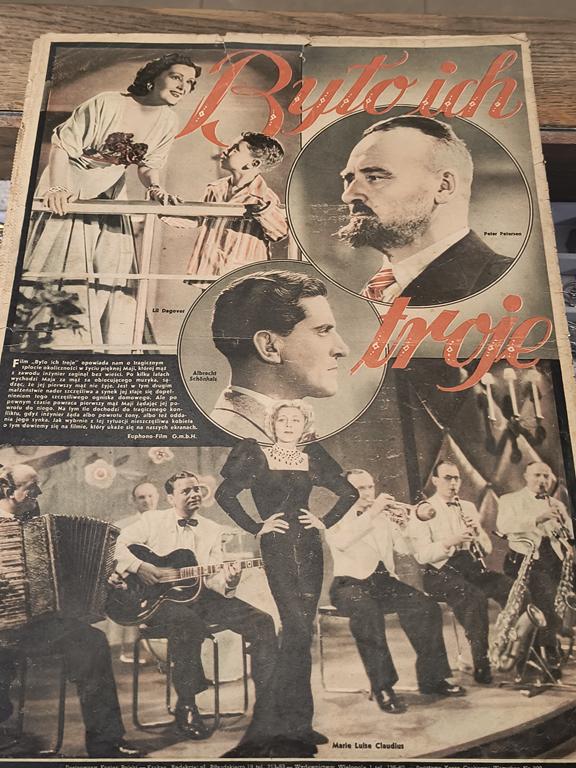 Było ich
troje
Peter Petersen
Lil Dagover
Albrecht
Schönhals
Film „Było ich troje" opowiada nam o tragicznym
splocie okoliczności w życiu pięknej Maji, której mąż
z zawodu inżynier zaginął bez wieści. Po kilku latach
wychodzi Maja za mąż za obiecującego muzyka, są-
dząc, że jej pierwszy mąż nie żyje. Jest w tym drugim
małżeństwie nader szczęśliwa a synek jej staje się dopeł-
nieniem tego szczęśliwego ogniska domowego. Ale po
pewnym czasie powraca pierwszy mąż Maji żądając jej po-
wrotu do niego. Na tym tle dochodzi do tragicznego kon-
fliktu, gdyż inżynier żąda albo powrotu żony, albo też odda-
nia jego synka. Jak wybrnie z tej sytuacji nieszczęśliwa kobieta
o tym dowiemy się na filmie, który ukaże się na naszych ekranach.
Euphono-Film G.m.b.H.
Marie Luise Claudius